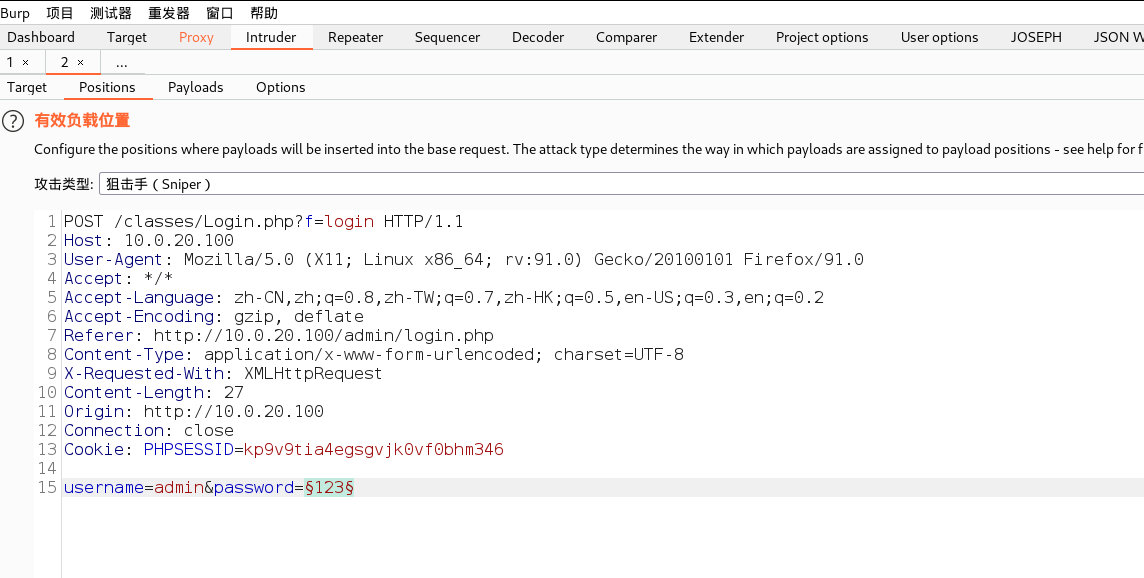 Burp 项目 测试器 重发器 窗口 帮助
Dashboard Target Proxy Intruder Repeater Sequencer Decoder Comparer Extender Project options User options JOSEPH JSON W
1 × 2 × ...
Target Positions Payloads Options
? 有效负载位置
Configure the positions where payloads will be inserted into the base request. The attack type determines the way in which payloads are assigned to payload positions - see help for f
攻击类型: 狙击手 ( Sniper )
1 POST /classes/Login.php?f=login HTTP/1.1
2 Host: 10.0.20.100
3 User-Agent: Mozilla/5.0 (X11; Linux x86_64; rv:91.0) Gecko/20100101 Firefox/91.0
4 Accept: */*
5 Accept-Language: zh-CN,zh;q=0.8,zh-TW;q=0.7,zh-HK;q=0.5,en-US;q=0.3,en;q=0.2
6 Accept-Encoding: gzip, deflate
7 Referer: http://10.0.20.100/admin/login.php
8 Content-Type: application/x-www-form-urlencoded; charset=UTF-8
9 X-Requested-With: XMLHttpRequest
10 Content-Length: 27
11 Origin: http://10.0.20.100
12 Connection: close
13 Cookie: PHPSESSID=kp9v9tia4egsgvjk0vf0bhm346
14
15 username=admin&password=§123§